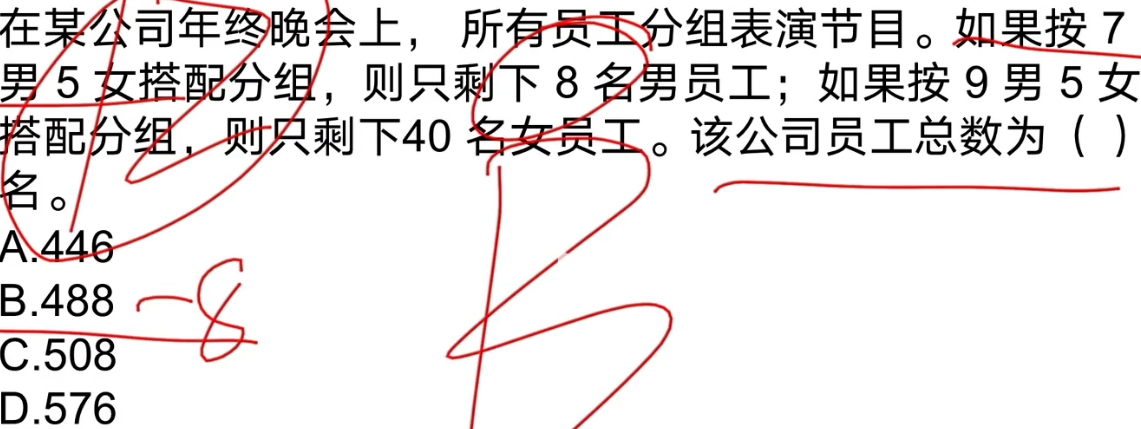 在某公司年终晚会上，所有员工分组表演节目。如果按 7
男 5 女搭配分组，则只剩下 8 名男员工；如果按 9 男 5 女
搭配分组，则只剩下40 名女员工。该公司员工总数为（ ）
名。
A.446
B.488 -8
C.508
D.576